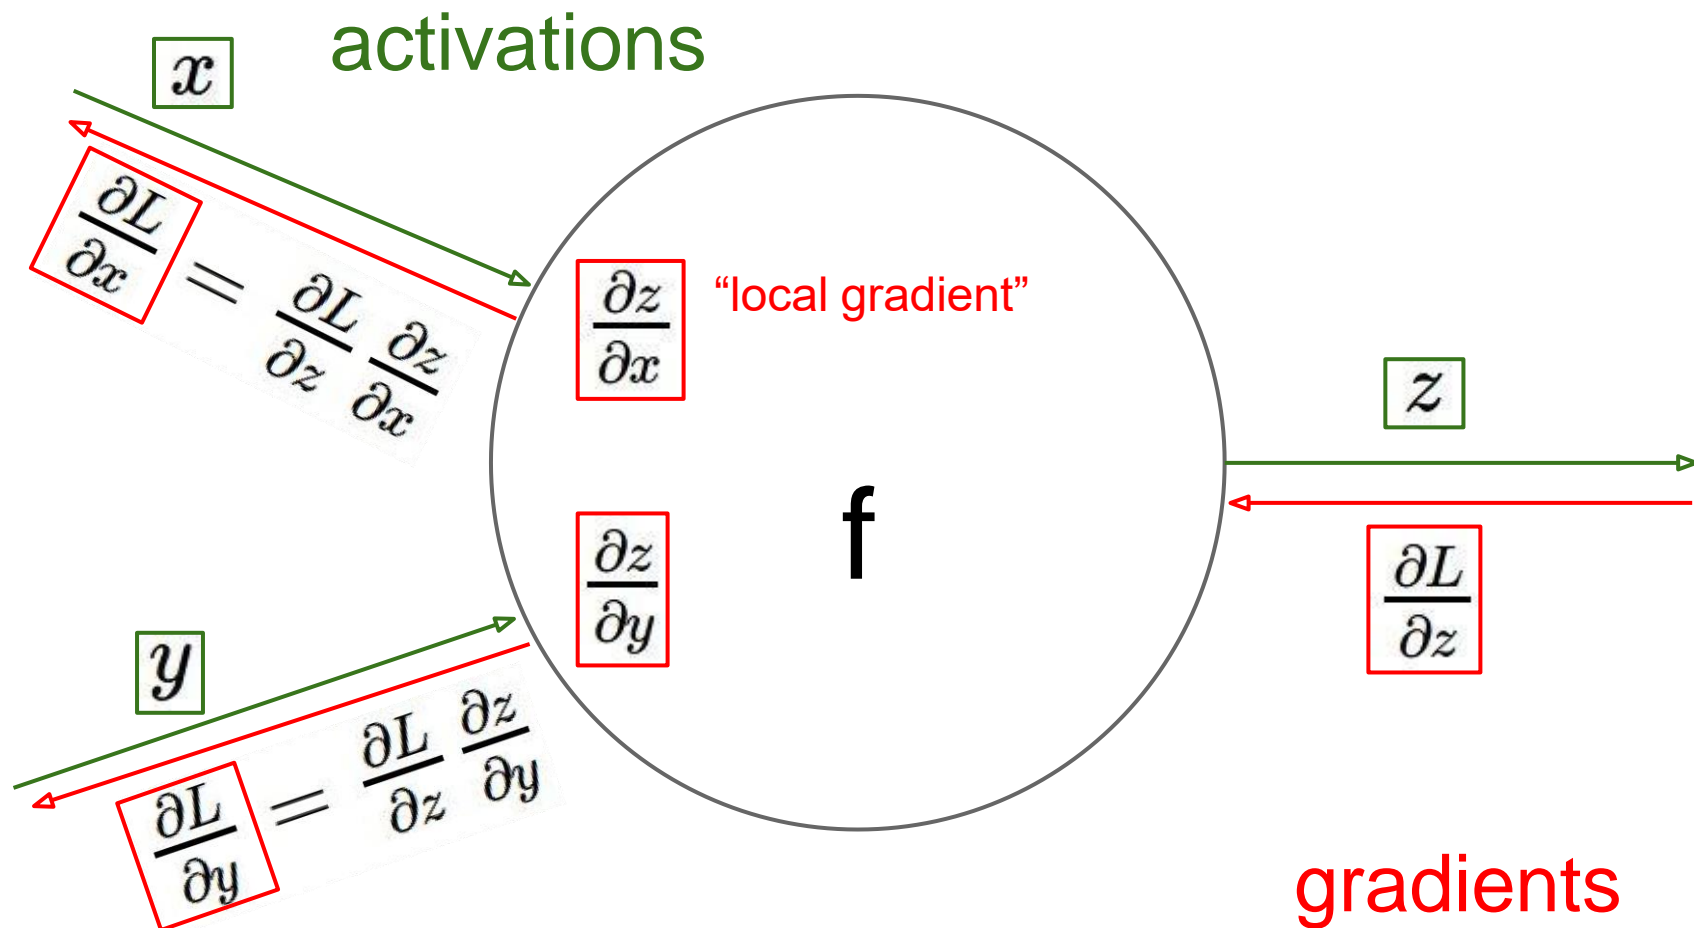 activations
x
∂L/∂x = ∂L/∂z ∂z/∂x
∂z/∂x “local gradient”
z
f
∂z/∂y
∂L/∂z
y
∂L/∂y = ∂L/∂z ∂z/∂y
gradients